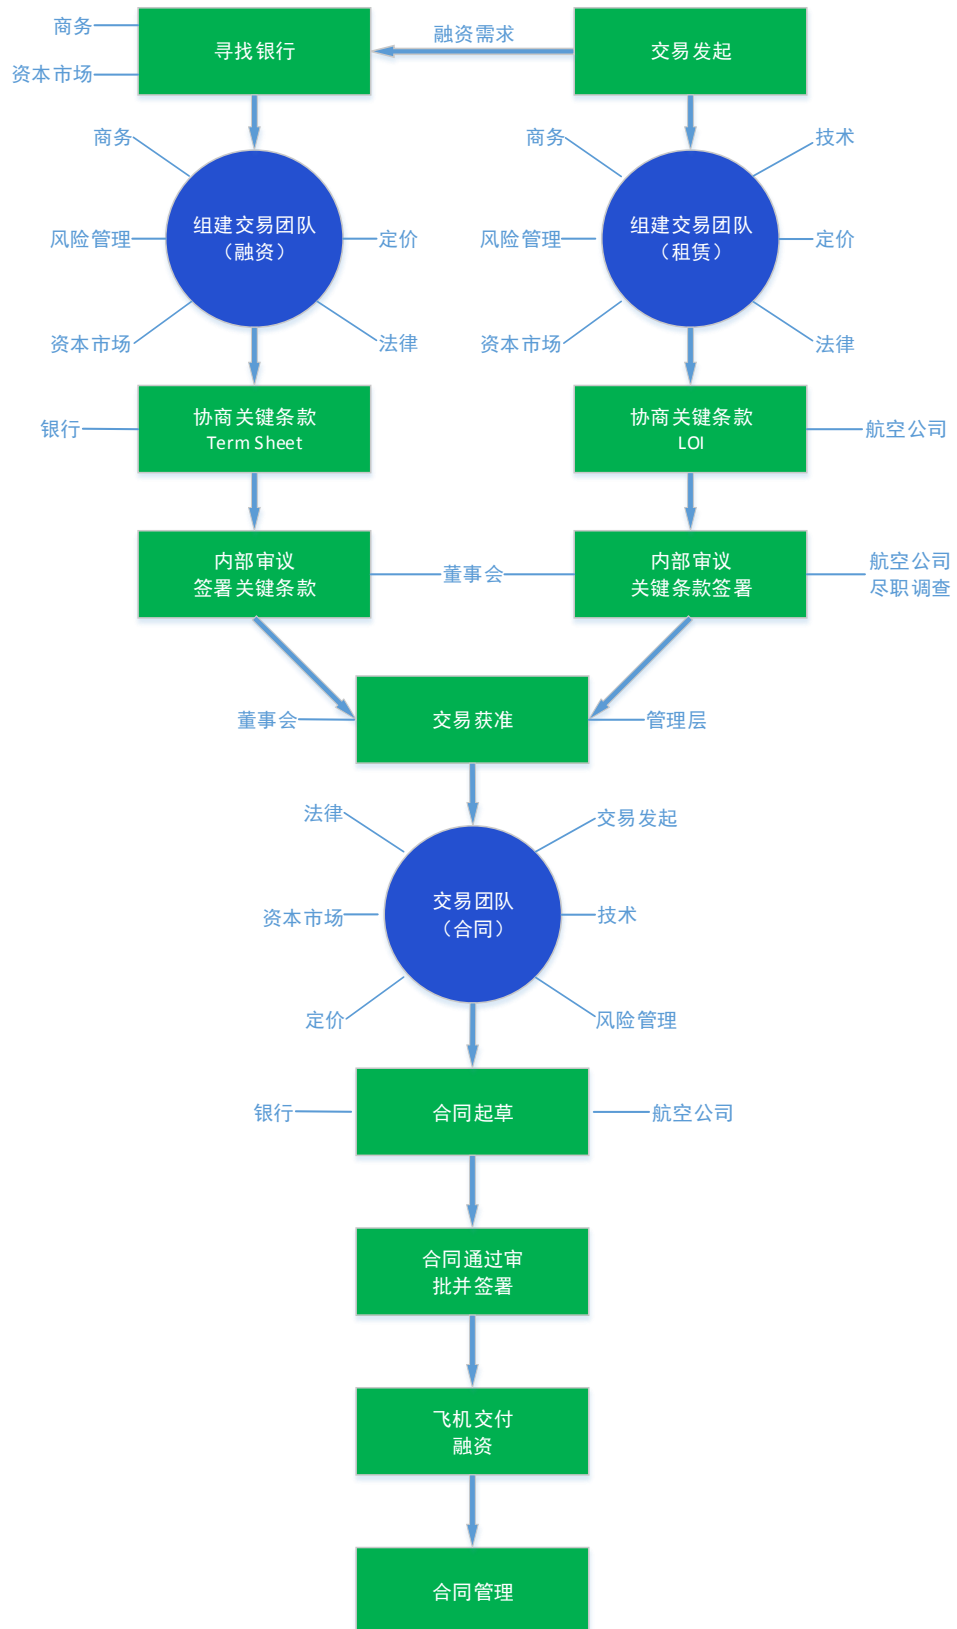 商务
资本市场
寻找银行
融资需求
交易发起
商务
风险管理
资本市场
组建交易团队
（融资）
定价
法律
商务
风险管理
资本市场
组建交易团队
（租赁）
技术
定价
法律
银行
协商关键条款
Term Sheet
协商关键条款
LOI
航空公司
内部审议
签署关键条款
董事会
内部审议
关键条款签署
航空公司
尽职调查
董事会
交易获准
管理层
法律
资本市场
定价
交易团队
（合同）
交易发起
技术
风险管理
银行
合同起草
航空公司
合同通过审
批并签署
飞机交付
融资
合同管理